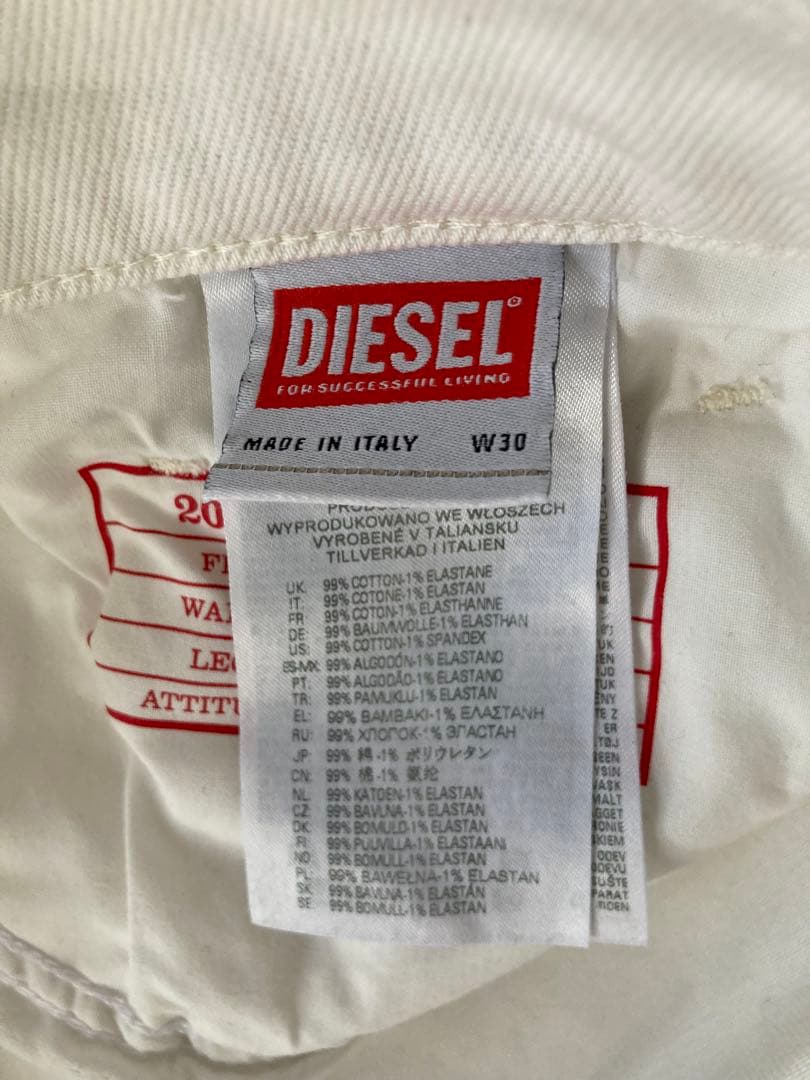 DIESEL®
FOR SUCCESSFUL LIVING
MADE IN ITALY W30
WYPRODUKOWANO WE WŁOSZECH
VYROBENÉ V TALIANSKU
TILLVERKAD I ITALIEN
UK: 99% COTTON-1% ELASTANE
IT: 99% COTONE-1% ELASTAN
FR: 99% COTON-1% ELASTHANNE
DE: 99% BAUMWOLLE-1% ELASTHAN
US: 99% COTTON-1% SPANDEX
ES-MX: 99% ALGODÓN-1% ELASTANO
PT: 99% ALGODÃO-1% ELASTANO
TR: 99% PAMUKLU-1% ELASTAN
EL: 99% ΒΑΜΒΑΚΙ-1% ΕΛΑΣΤΑΝΗ
RU: 99% ХЛОПОК-1% ЭЛАСТАН
JP: 99% 綿 -1% ポリウレタン
CN: 99% 棉 -1% 氨纶
NL: 99% KATOEN-1% ELASTAN
CZ: 99% BAVLNA-1% ELASTAN
DK: 99% BOMULD-1% ELASTAN
FI: 99% PUUVILLA-1% ELASTAANI
NO: 99% BOMULL-1% ELASTAN
PL: 99% BAWEŁNA-1% ELASTAN
SK: 99% BAVLNA-1% ELASTÁN
SE: 99% BOMULL-1% ELASTAN
20